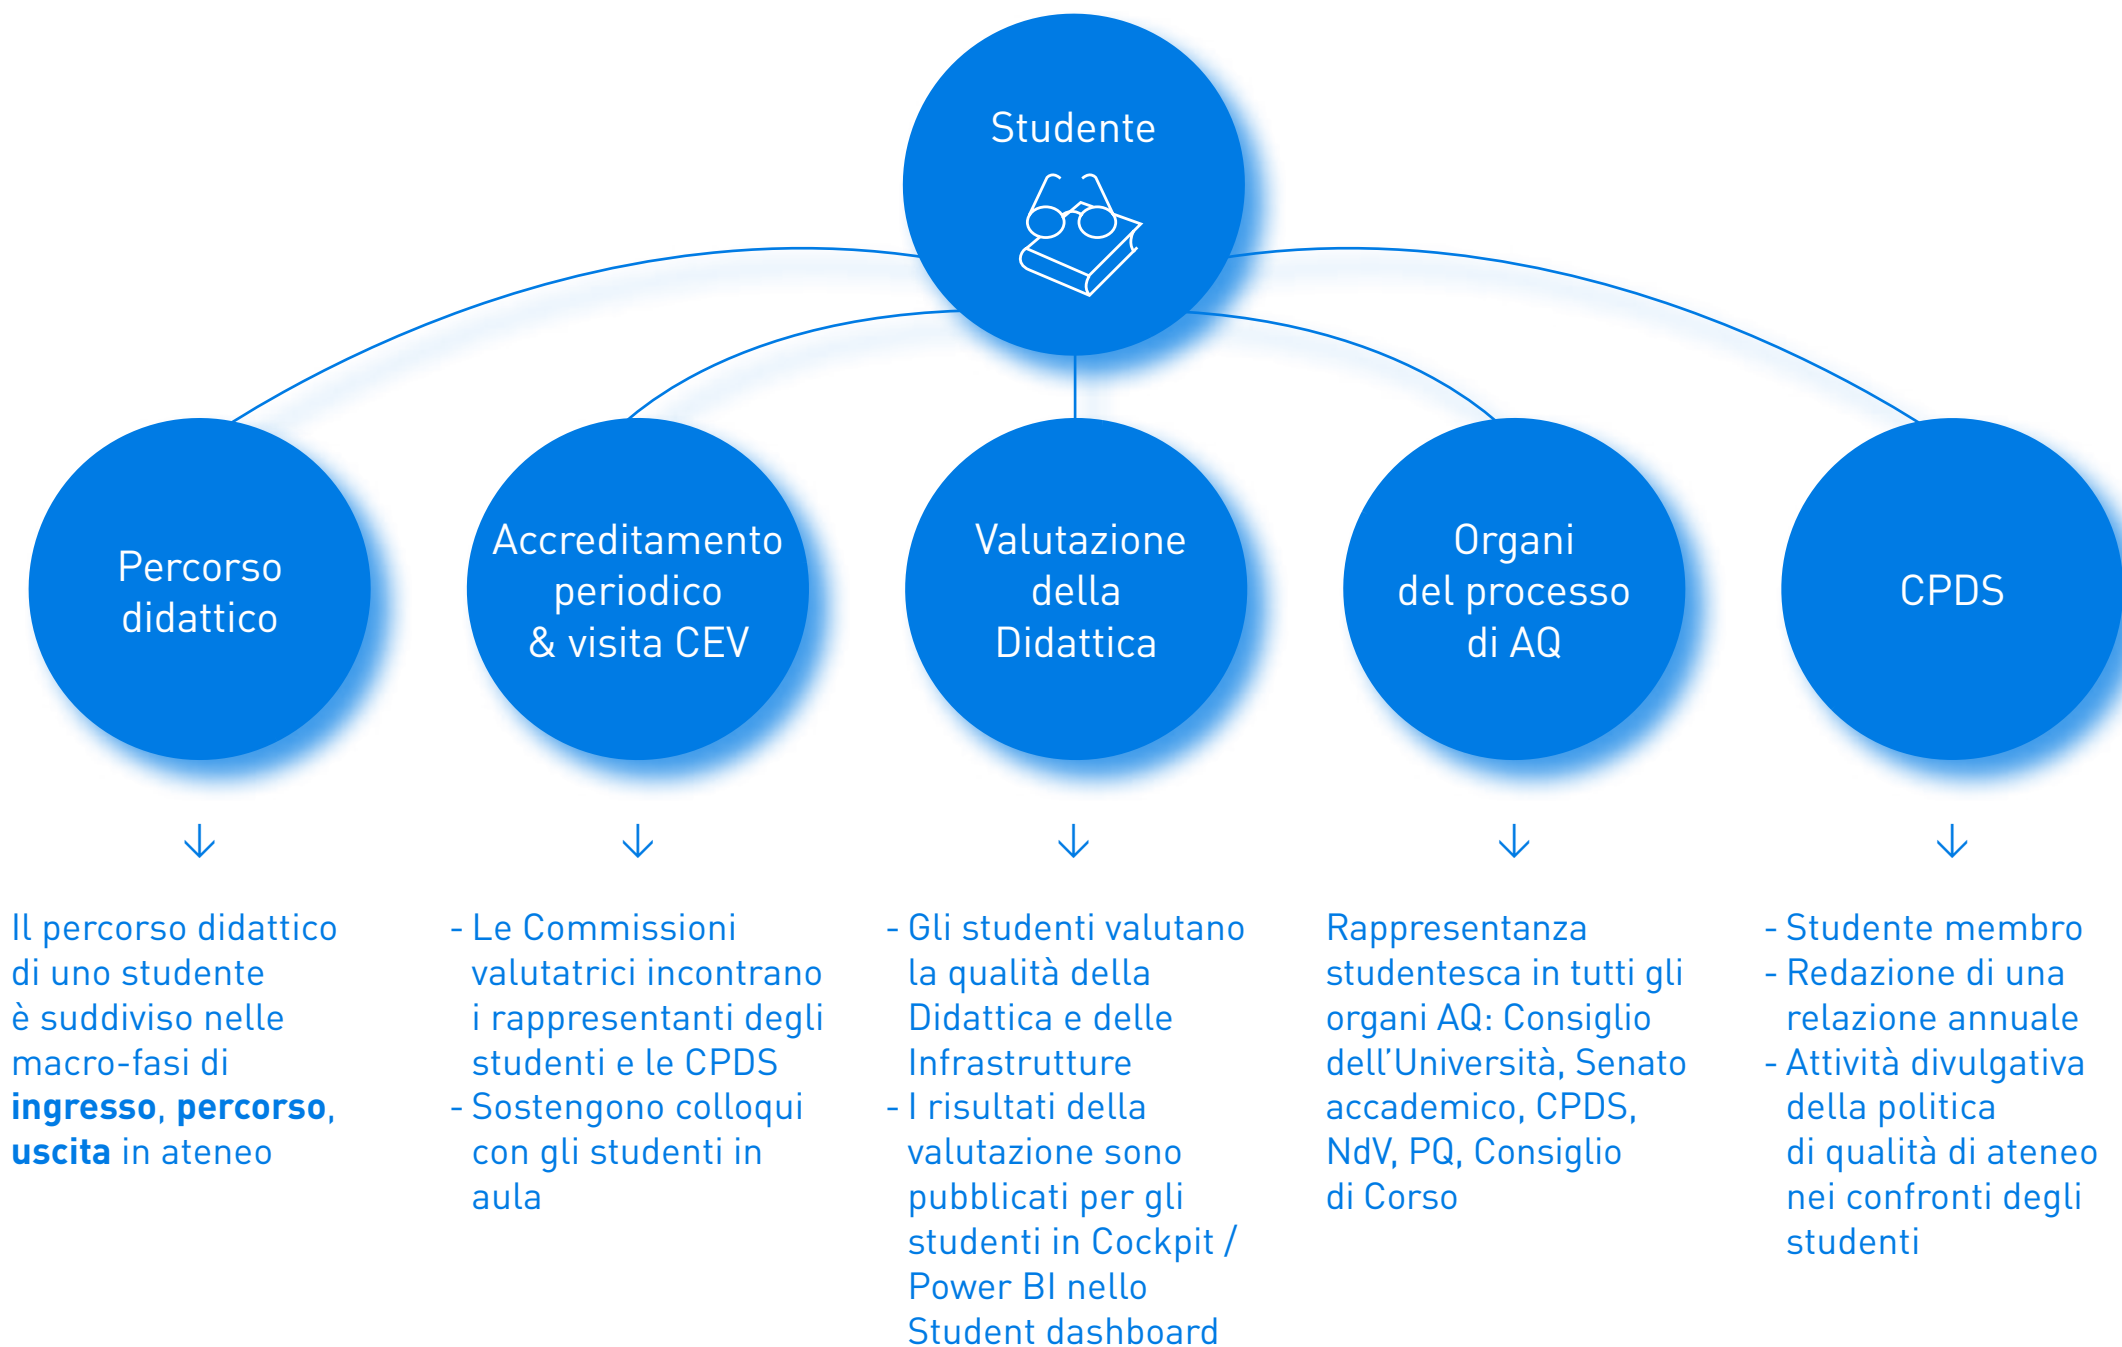 Studente
Percorso
didattico
Accreditamento
periodico
& visita CEV
Valutazione
della
Didattica
Organi
del processo
di AQ
CPDS
Il percorso didattico
di uno studente
è suddiviso nelle
macro-fasi di
ingresso, percorso,
uscita in ateneo
- Le Commissioni
valutatrici incontrano
i rappresentanti degli
studenti e le CPDS
- Sostengono colloqui
con gli studenti in
aula
- Gli studenti valutano
la qualità della
Didattica e delle
Infrastrutture
- I risultati della
valutazione sono
pubblicati per gli
studenti in Cockpit /
Power BI nello
Student dashboard
Rappresentanza
studentesca in tutti gli
organi AQ: Consiglio
dell’Università, Senato
accademico, CPDS,
NdV, PQ, Consiglio
di Corso
- Studente membro
- Redazione di una
relazione annuale
- Attività divulgativa
della politica
di qualità di ateneo
nei confronti degli
studenti